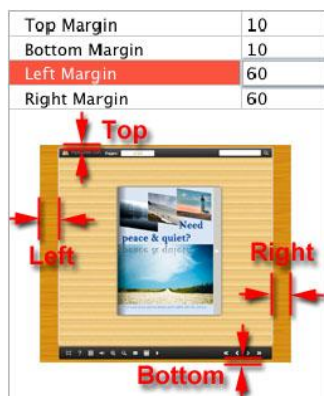 Top Margin 10
Bottom Margin 10
Left Margin 60
Right Margin 60
Top
Left
Right
Need
peace & quiet?
Bottom